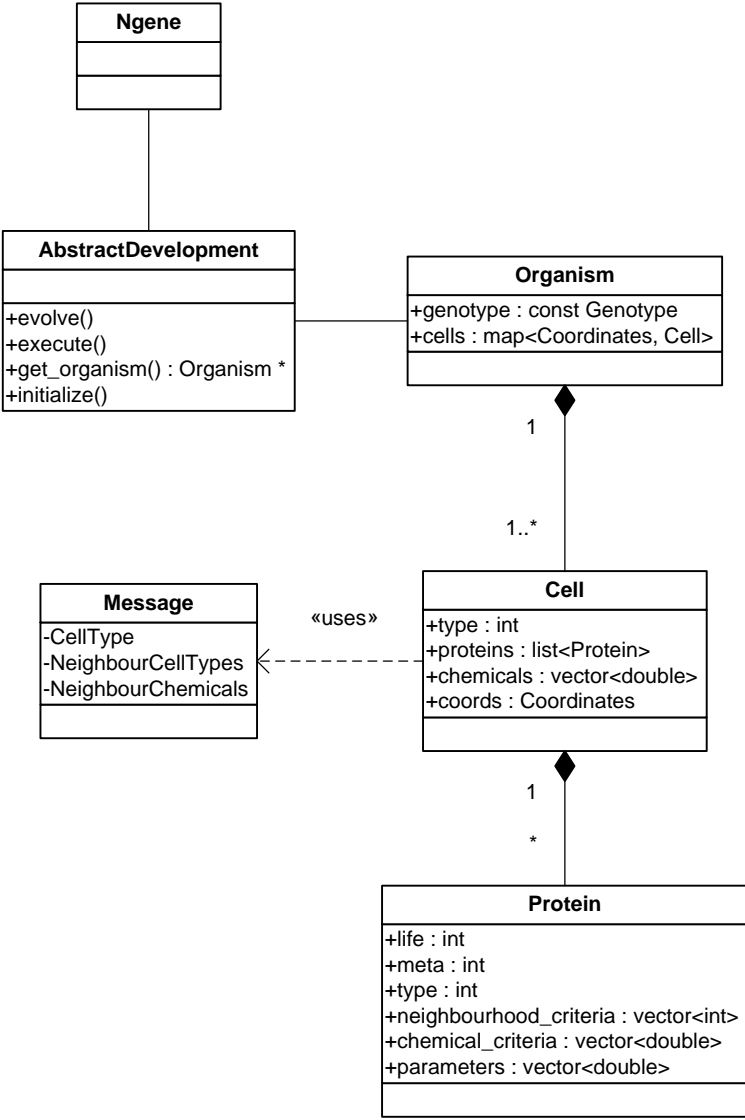 Ngene
AbstractDevelopment
+evolve()
+execute()
+get_organism() : Organism *
+initialize()
Organism
+genotype : const Genotype
+cells : map<Coordinates, Cell>
1
1..*
Message
-CellType
-NeighbourCellTypes
-NeighbourChemicals
«uses»
Cell
+type : int
+proteins : list<Protein>
+chemicals : vector<double>
+coords : Coordinates
1
*
Protein
+life : int
+meta : int
+type : int
+neighbourhood_criteria : vector<int>
+chemical_criteria : vector<double>
+parameters : vector<double>